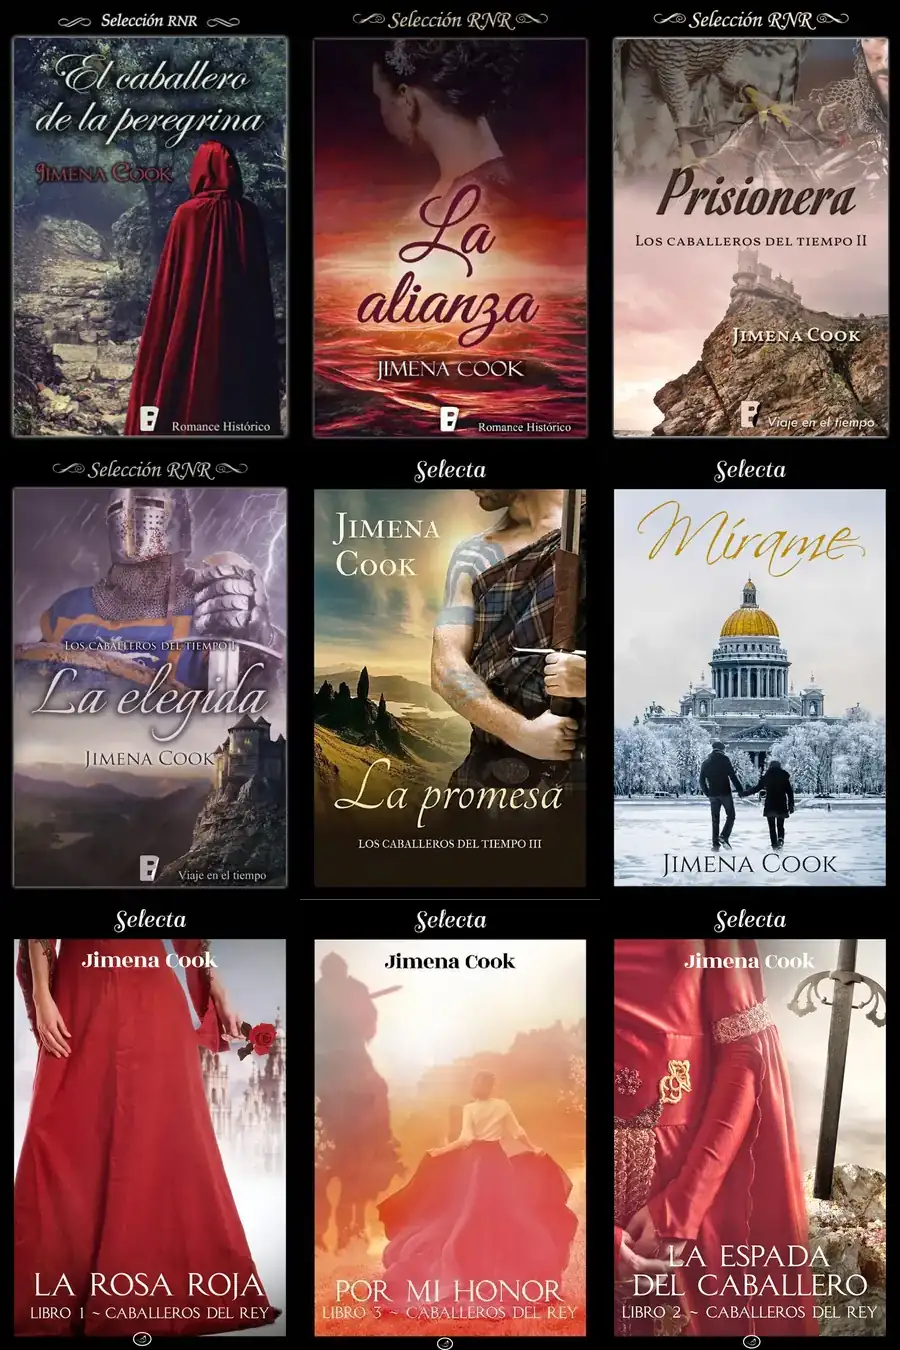 Selección RNR
El caballero
de la peregrina
Jimena Cook
B
Romance Histórico
Selección RNR
La
alianza
JIMENA COOK
B
Romance Histórico
Selección RNR
Prisionera
LOS CABALLEROS DEL TIEMPO II
JIMENA COOK
B
Viaje en el tiempo
Selección RNR
LOS CABALLEROS DEL TIEMPO I
La elegida
JIMENA COOK
B
Viaje en el tiempo
Selecta
JIMENA
COOK
La promesa
LOS CABALLEROS DEL TIEMPO III
Selecta
Mírame
JIMENA COOK
Selecta
Jimena Cook
LA ROSA ROJA
LIBRO 1 ~ CABALLEROS DEL REY
Selecta
Jimena Cook
POR MI HONOR
LIBRO 3 ~ CABALLEROS DEL REY
Selecta
Jimena Cook
LA ESPADA
DEL CABALLERO
LIBRO 2 ~ CABALLEROS DEL REY